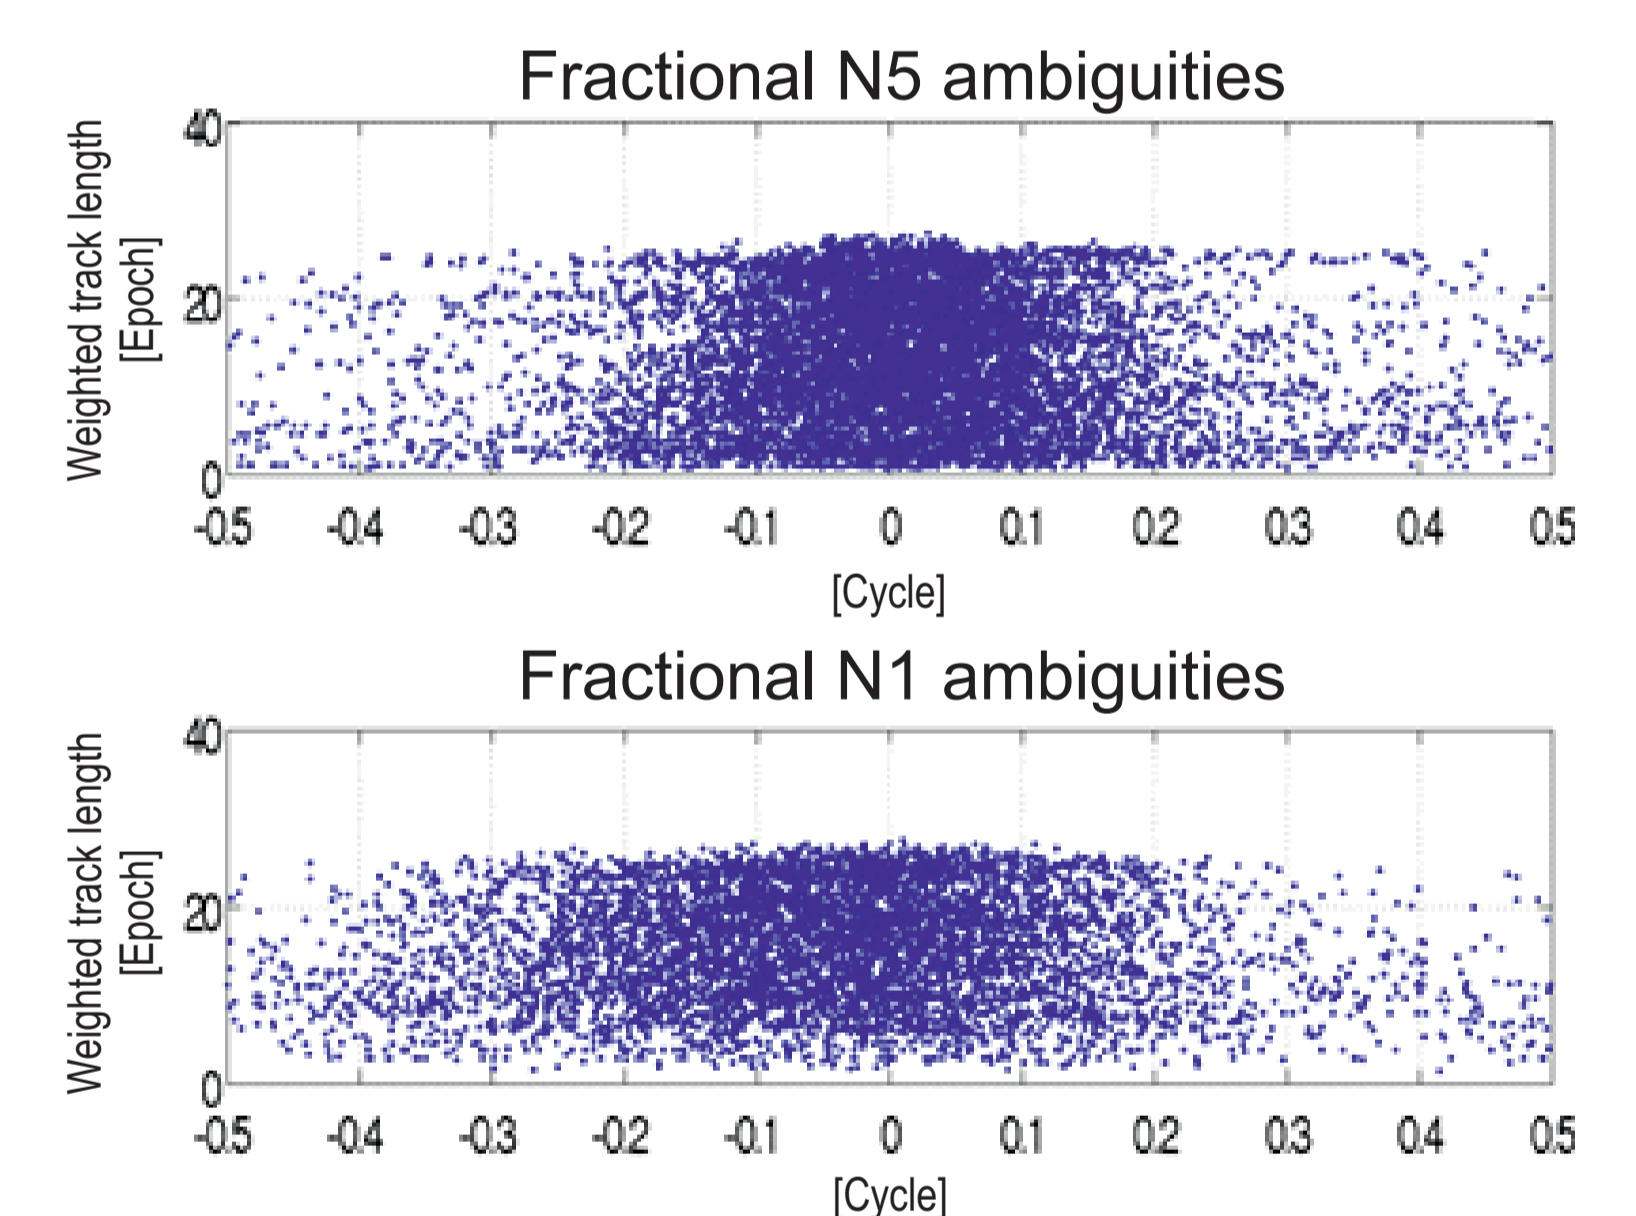 Fractional N5 ambiguities
Weighted track length
[Epoch]
40
20
0
-0.5 -0.4 -0.3 -0.2 -0.1 0 0.1 0.2 0.3 0.4 0.5
[Cycle]
Fractional N1 ambiguities
Weighted track length
[Epoch]
40
20
0
-0.5 -0.4 -0.3 -0.2 -0.1 0 0.1 0.2 0.3 0.4 0.5
[Cycle]